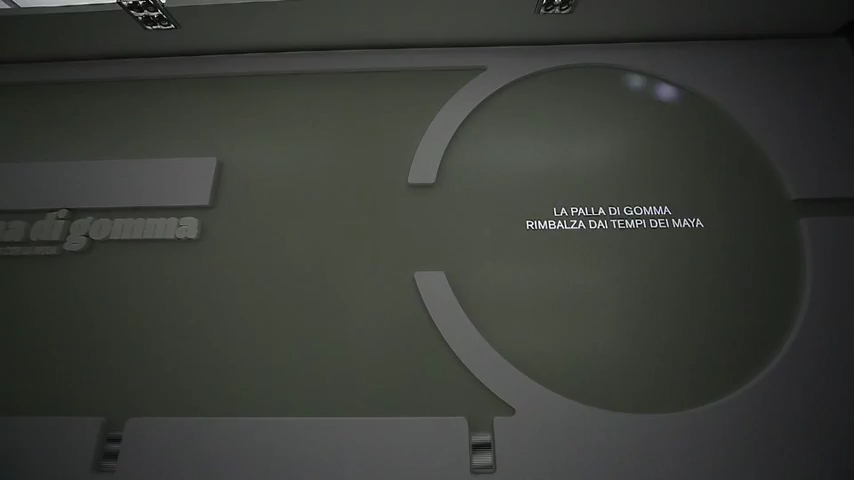 di gomma
LA PALLA DI GOMMA
RIMBALZA DAI TEMPI DEI MAYA